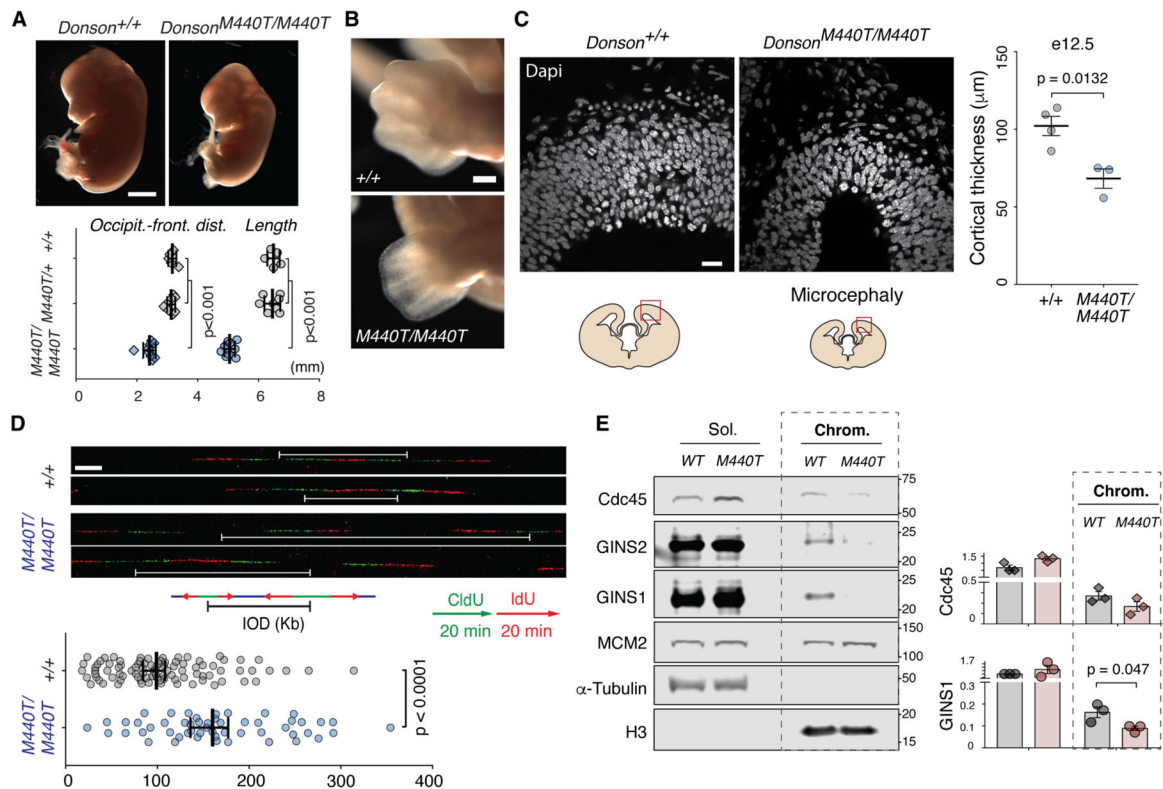 A
Donson+/+
DonsonM440T/M440T
Occipit.-front. dist.
Length
+/+
M440T/+
M440T/
M440T
p<0.001
p<0.001
(mm)
0 2 4 6 8
B
+/+
M440T/M440T
C
Donson+/+
DonsonM440T/M440T
Dapi
Microcephaly
e12.5
p = 0.0132
Cortical thickness (μm)
150
100
50
0
+/+
M440T/
M440T
D
+/+
M440T/
M440T
IOD (Kb)
CldU
IdU
20 min
20 min
+/+
M440T/
M440T
p < 0.0001
0 100 200 300 400
E
Sol.
Chrom.
WT M440T
WT M440T
Cdc45
75
50
GINS2
25
20
GINS1
25
20
MCM2
150
100
α-Tubulin
H3
20
15
Chrom.
WT M440T
Cdc45
1.5
0.5
0
GINS1
1.7
0.3
0.2
0.1
0
p = 0.047